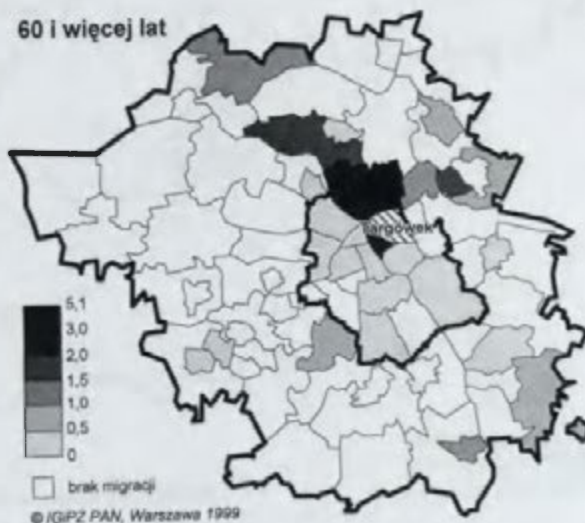 60 i więcej lat
Targówek
5,1
3,0
2,0
1,5
1,0
0,5
0
brak migracji
© IGiPZ PAN, Warszawa 1999